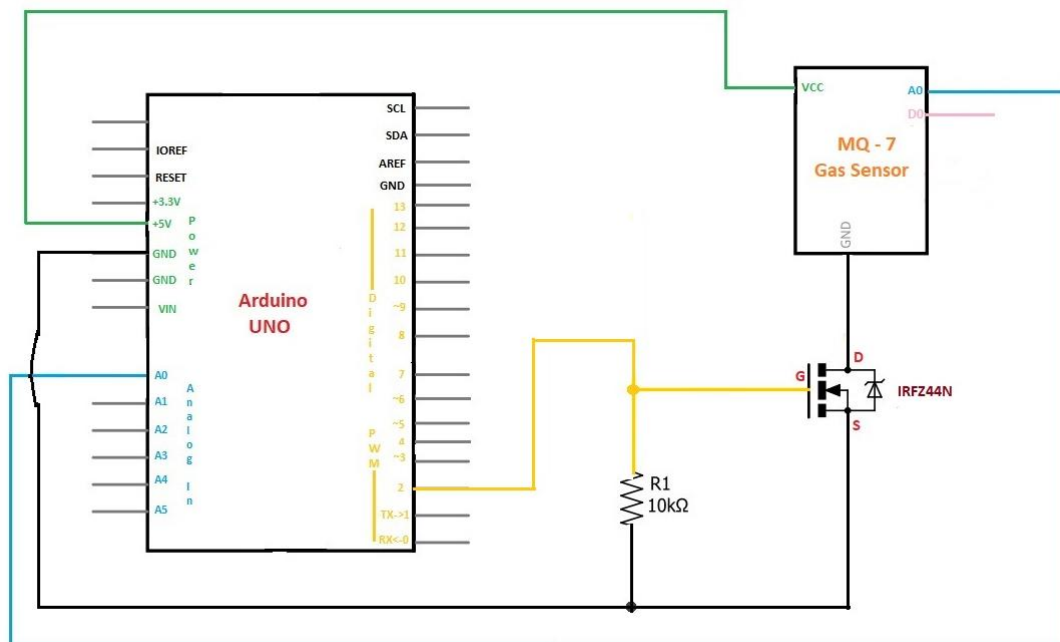 SCL
SDA
IOREF
AREF
RESET
GND
+3.3V
13
+5V
12
Power
GND
11
GND
10
VIN
~9
8
Digital
Arduino
UNO
A0
7
A1
~6
A2
~5
4
A3
~3
A4
2
A5
TX->1
RX<-0
Analog In
PWM
VCC
A0
D0
MQ - 7
Gas Sensor
GND
D
G
IRFZ44N
S
R1
10kΩ